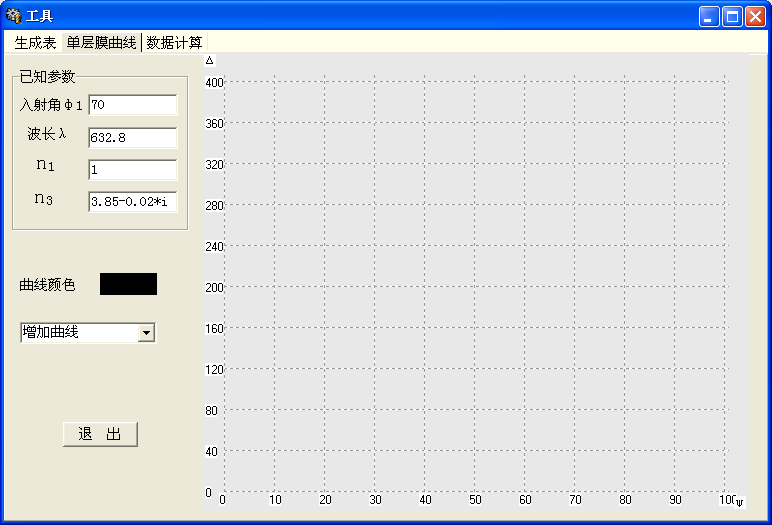 工具
生成表 单层膜曲线 数据计算
已知参数
入射角φ1 70
波长λ 632.8
n1 1
n3 3.85-0.02*i
曲线颜色
增加曲线
退 出
Δ
400
360
320
280
240
200
160
120
80
40
0
0 10 20 30 40 50 60 70 80 90 100 ψ